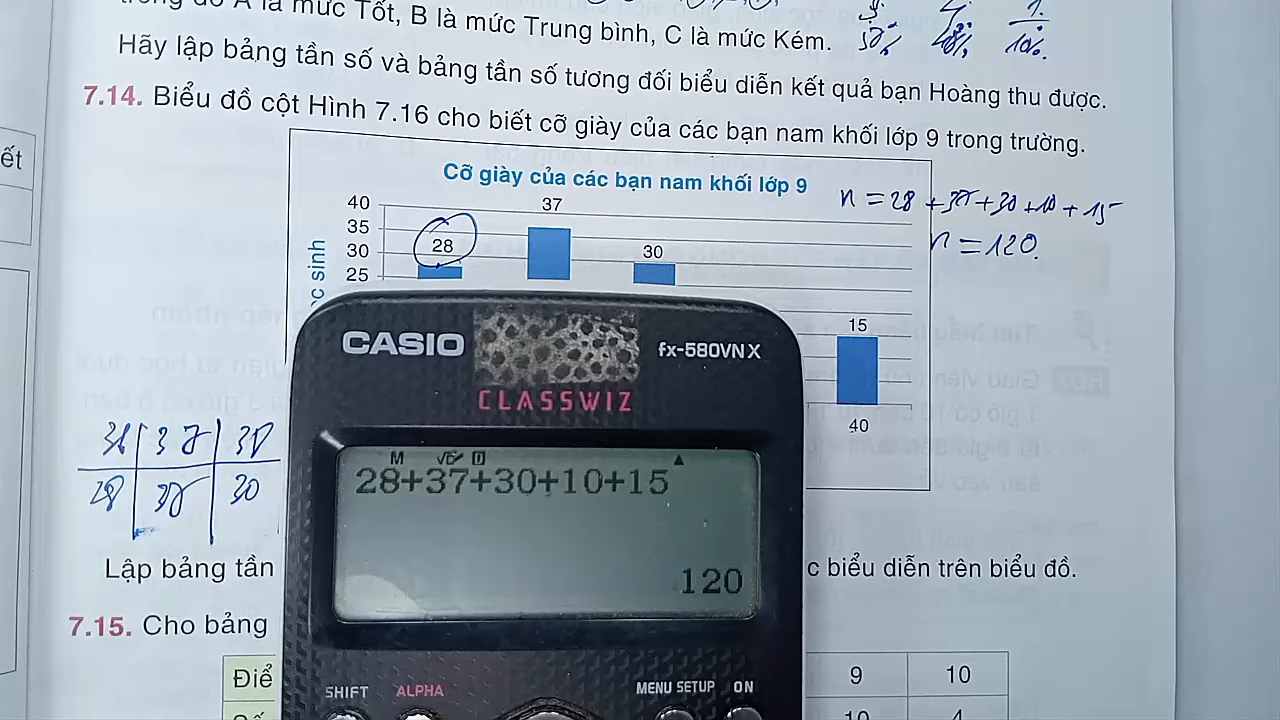 trong đó A là mức Tốt, B là mức Trung bình, C là mức Kém.
Hãy lập bảng tần số và bảng tần số tương đối biểu diễn kết quả bạn Hoàng thu được.
7.14. Biểu đồ cột Hình 7.16 cho biết cỡ giày của các bạn nam khối lớp 9 trong trường.
Cỡ giày của các bạn nam khối lớp 9
n = 28 + 37 + 30 + 10 + 15
n = 120.
40
35
30
25
28
37
30
15
40
CASIO
fx-580VN X
CLASSWIZ
28+37+30+10+15
120
28 37 30
Lập bảng tần
c biểu diễn trên biểu đồ.
7.15. Cho bảng
Điể
9 10
10 4
SHIFT ALPHA MENU SETUP ON